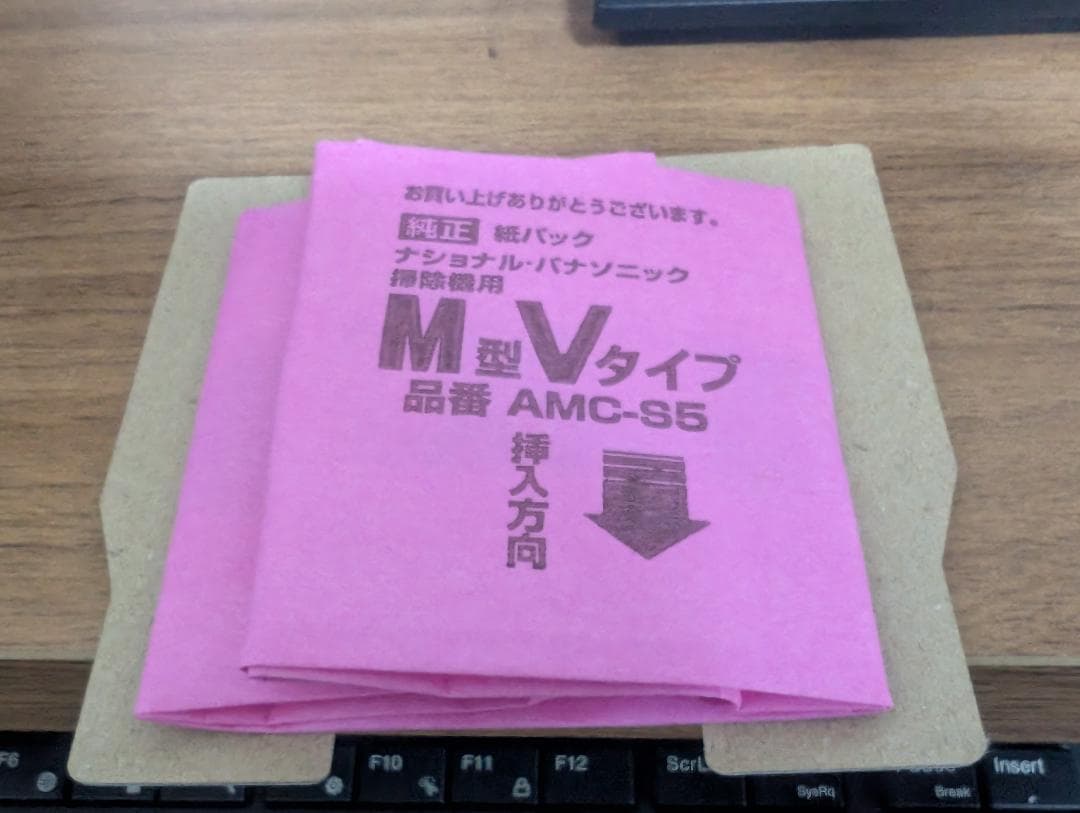 お買い上げありがとうございます。
純正 紙パック
ナショナル・パナソニック
掃除機用
M型Vタイプ
品番 AMC-S5
挿入方向
F6
F10
F11
F12
ScrL
SysRq
Break
Insert